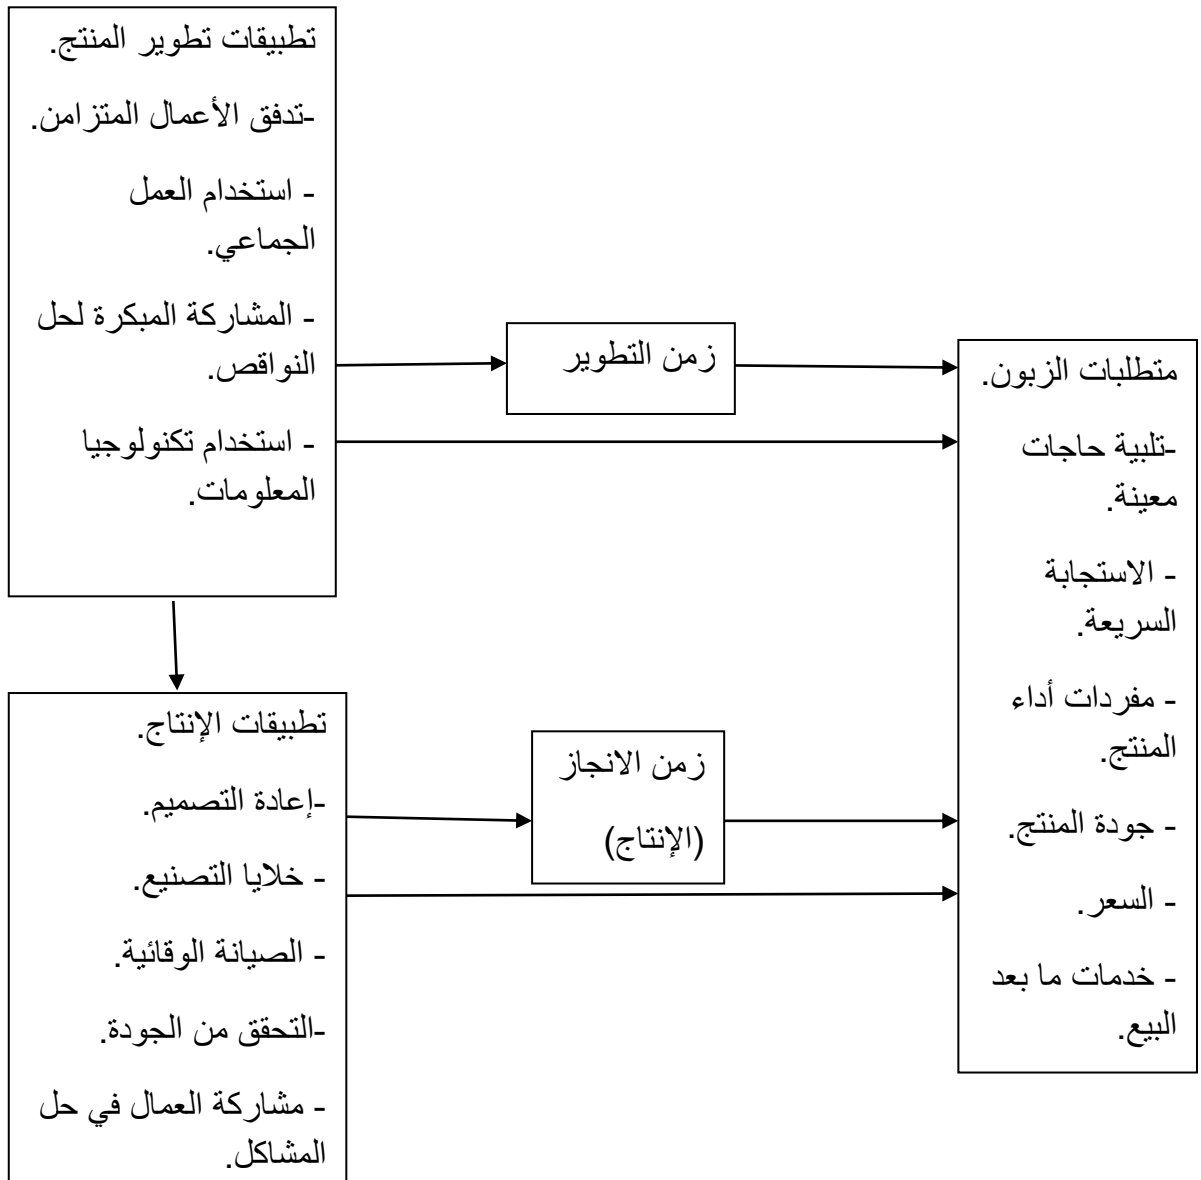 تطبيقات تطوير المنتج.
-تدفق الأعمال المتزامن.
- استخدام العمل
الجماعي.
- المشاركة المبكرة لحل
النواقص.
- استخدام تكنولوجيا
المعلومات.
زمن التطوير
متطلبات الزبون.
-تلبية حاجات
معينة.
- الاستجابة
السريعة.
- مفردات أداء
المنتج.
- جودة المنتج.
- السعر.
- خدمات ما بعد
البيع.
تطبيقات الإنتاج.
-إعادة التصميم.
- خلايا التصنيع.
- الصيانة الوقائية.
-التحقق من الجودة.
- مشاركة العمال في حل
المشاكل.
زمن الانجاز
(الإنتاج)